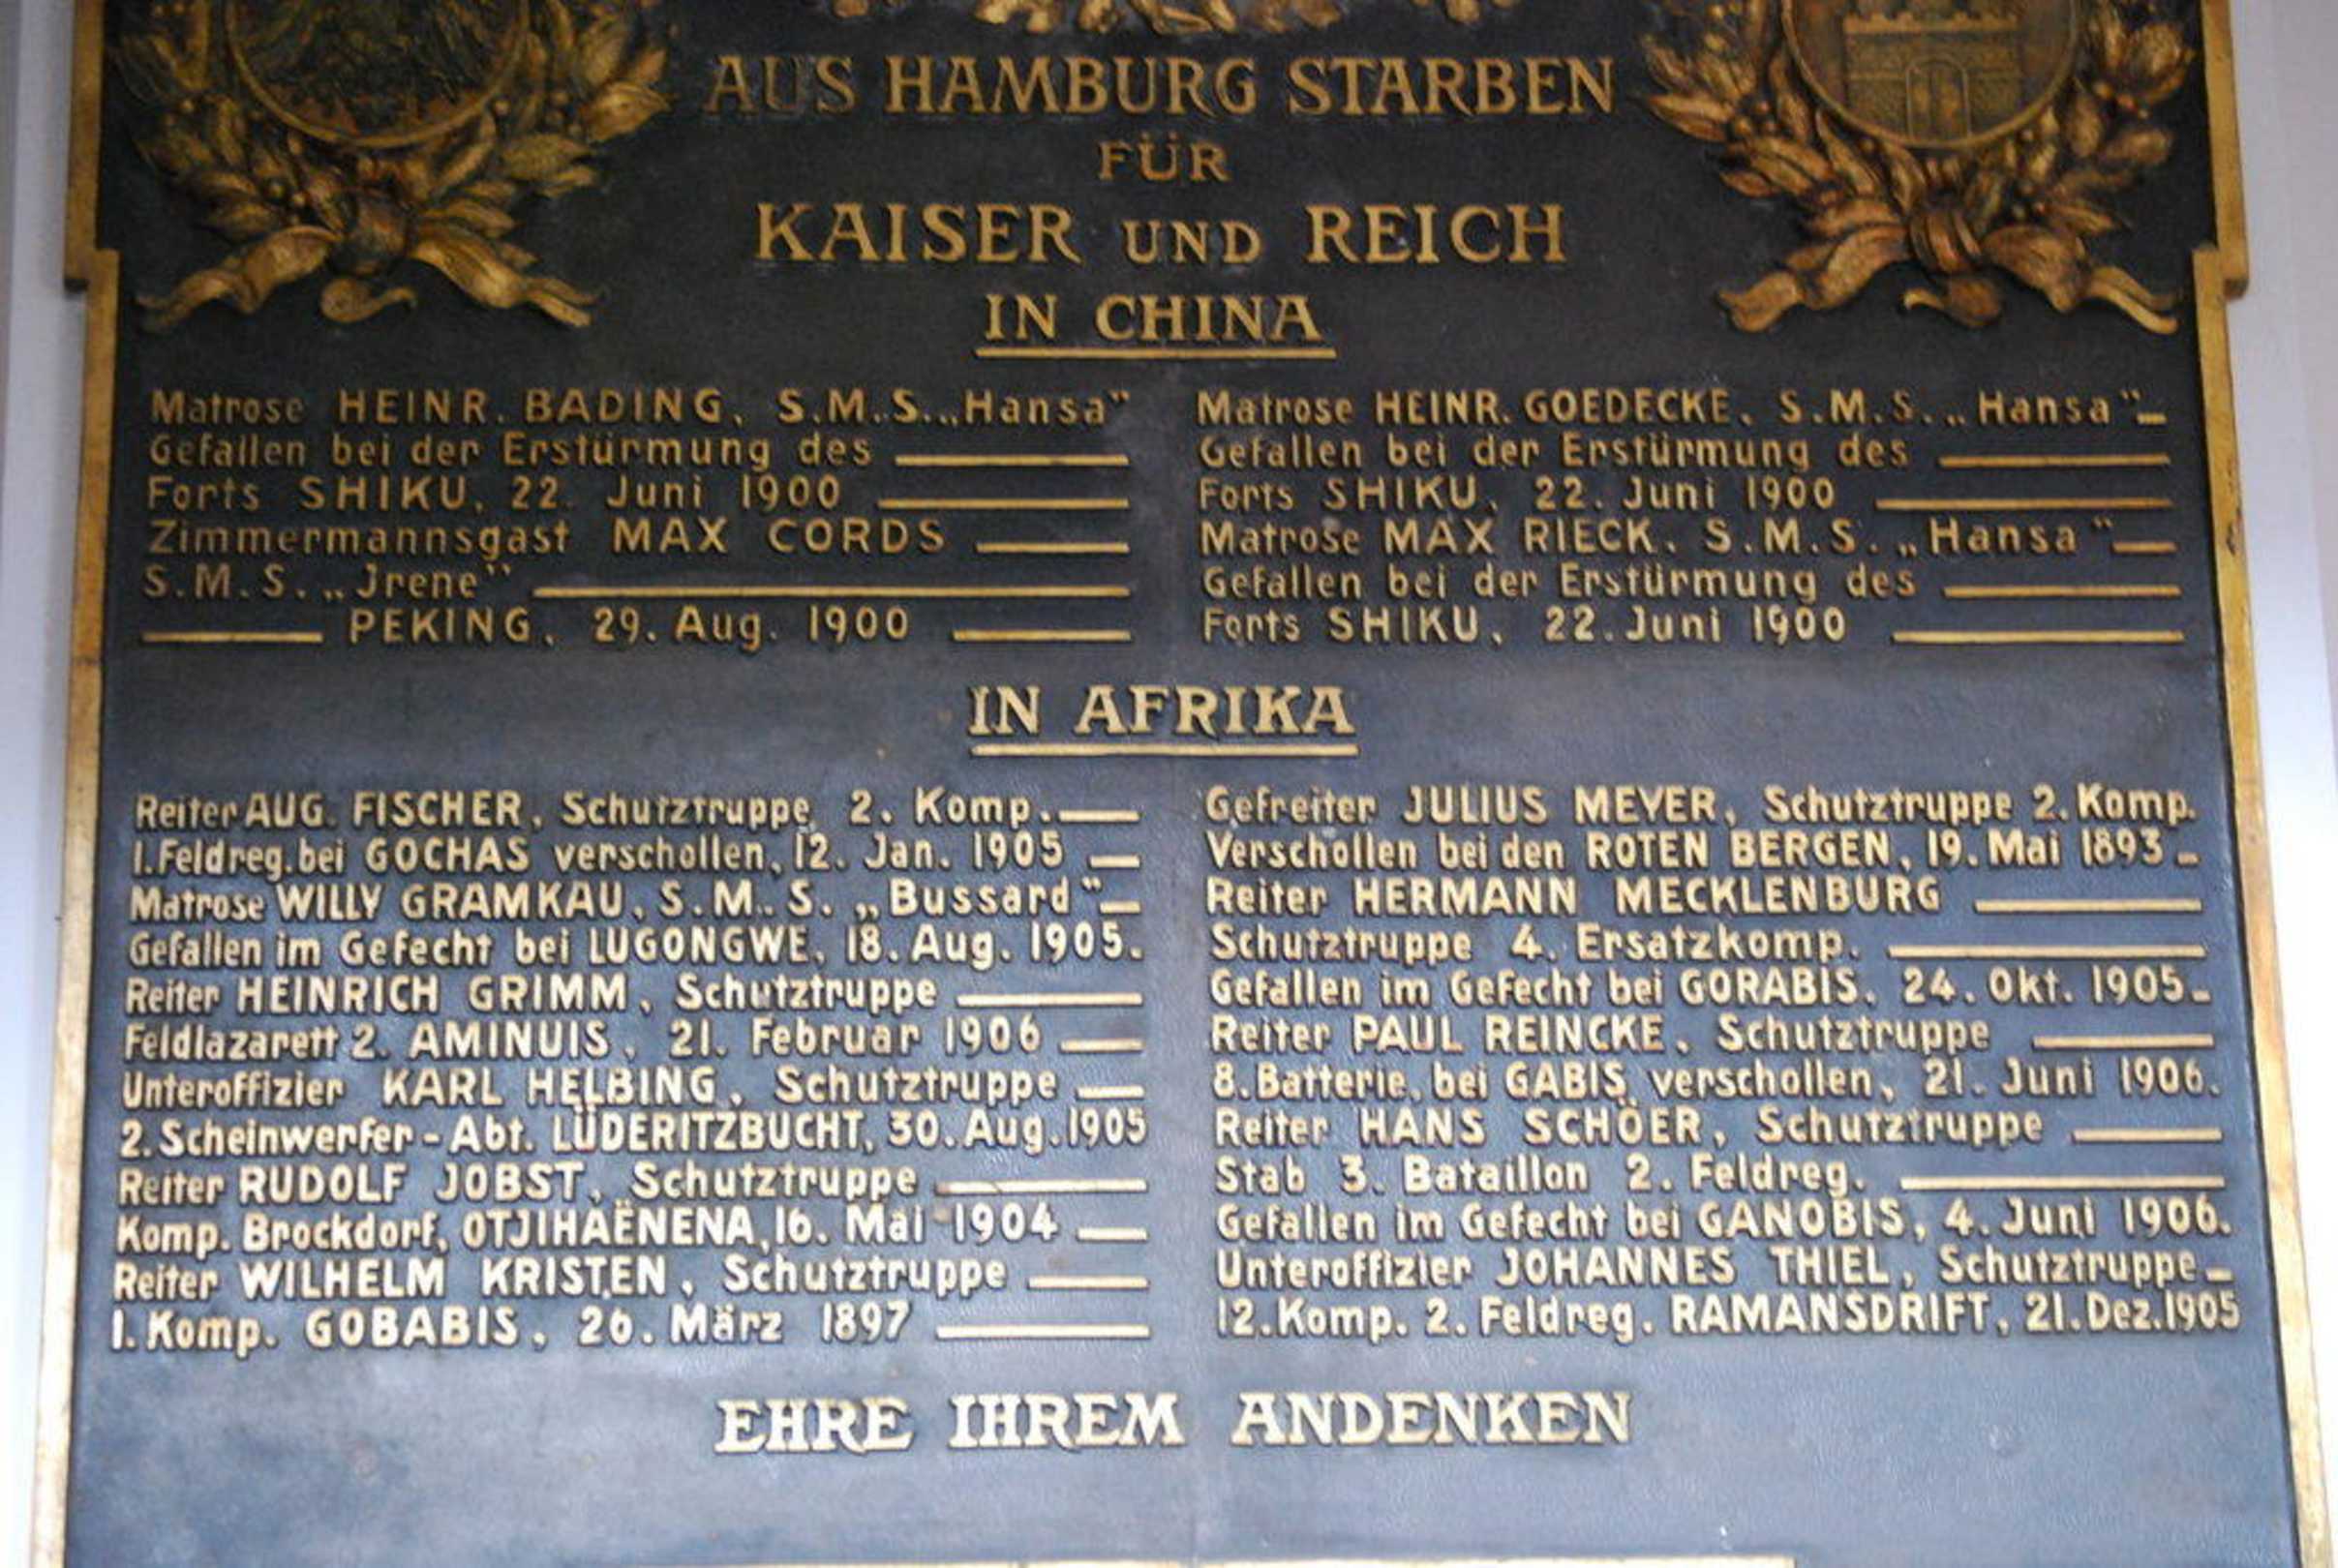 AUS HAMBURG STARBEN
FÜR
KAISER UND REICH
IN CHINA
Matrose HEINR. BADING, S.M.S. „Hansa"
Gefallen bei der Erstürmung des
Forts SHIKU, 22. Juni 1900
Zimmermannsgast MAX CORDS
S.M.S. „Jrene"
PEKING, 29. Aug. 1900
Matrose HEINR. GOEDECKE, S.M.S. „Hansa"
Gefallen bei der Erstürmung des
Forts SHIKU, 22. Juni 1900
Matrose MAX RIECK, S.M.S. „Hansa"
Gefallen bei der Erstürmung des
Forts SHIKU, 22. Juni 1900
IN AFRIKA
Reiter AUG. FISCHER, Schutztruppe, 2. Komp.
1. Feldreg. bei GOCHAS verschollen, 12. Jan. 1905
Matrose WILLY GRAMKAU, S.M.S. „Bussard"
Gefallen im Gefecht bei LUGONGWE, 18. Aug. 1905.
Reiter HEINRICH GRIMM, Schutztruppe
Feldlazarett 2. AMINUIS, 21. Februar 1906
Unteroffizier KARL HELBING, Schutztruppe
2. Scheinwerfer-Abt. LÜDERITZBUCHT, 30. Aug. 1905
Reiter RUDOLF JOBST, Schutztruppe
Komp. Brockdorf, OTJIHAËNENA, 16. Mai 1904
Reiter WILHELM KRISTEN, Schutztruppe
1. Komp. GOBABIS, 26. März 1897
Gefreiter JULIUS MEYER, Schutztruppe 2. Komp.
Verschollen bei den ROTEN BERGEN, 19. Mai 1893
Reiter HERMANN MECKLENBURG
Schutztruppe 4. Ersatzkomp.
Gefallen im Gefecht bei GORABIS, 24. Okt. 1905
Reiter PAUL REINCKE, Schutztruppe
8. Batterie, bei GABIS verschollen, 21. Juni 1906.
Reiter HANS SCHÖER, Schutztruppe
Stab 3. Bataillon 2. Feldreg.
Gefallen im Gefecht bei GANOBIS, 4. Juni 1906.
Unteroffizier JOHANNES THIEL, Schutztruppe
12. Komp. 2. Feldreg. RAMANSDRIFT, 21. Dez. 1905
EHRE IHREM ANDENKEN